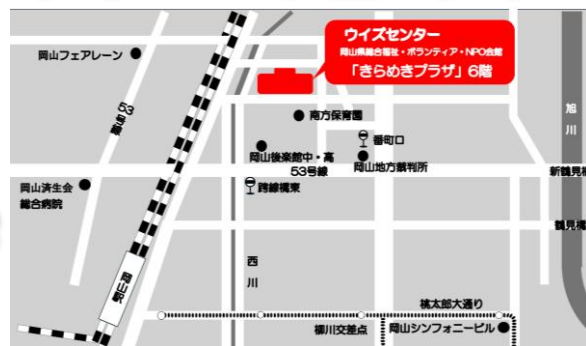 ウイズセンター
岡山県総合福祉・ボランティア・NPO会館
「きらめきプラザ」6階
岡山フェアレーン
53号線
南方保育園
番町口
岡山後楽館中・高
岡山地方裁判所
53号線
跨線橋東
岡山済生会
総合病院
旭川
新鶴見橋
鶴見橋
岡山駅
西川
桃太郎大通り
柳川交差点
岡山シンフォニービル